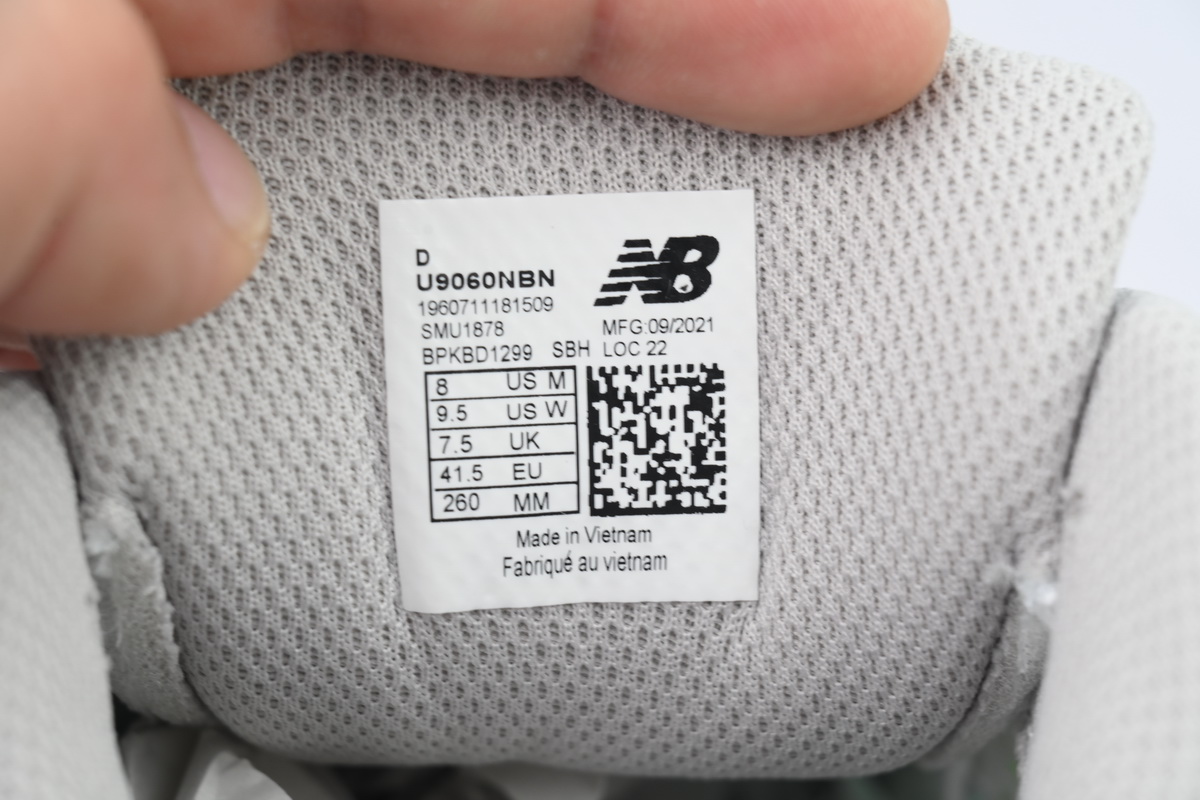 D
U9060NBN
NB
1960711181509
SMU1878 MFG:09/2021
BPKBD1299 SBH LOC 22
8 US M
9.5 US W
7.5 UK
41.5 EU
260 MM
Made in Vietnam
Fabriqué au vietnam